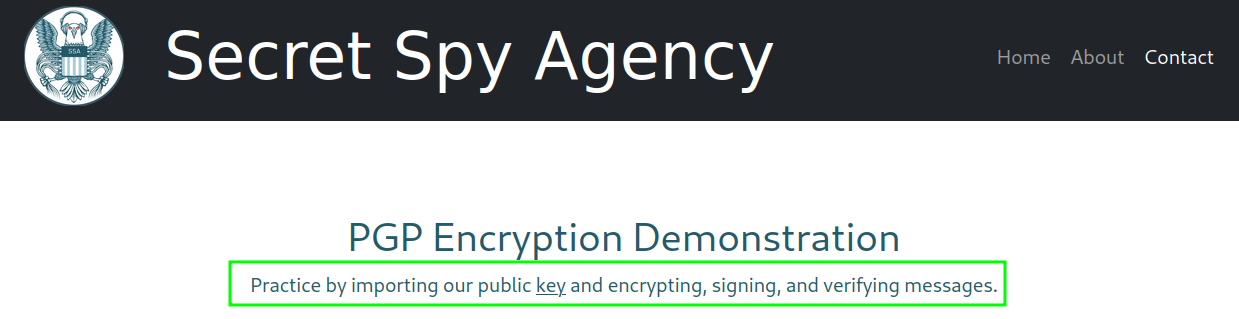 SSA
Secret Spy Agency
Home About Contact
PGP Encryption Demonstration
Practice by importing our public key and encrypting, signing, and verifying messages.